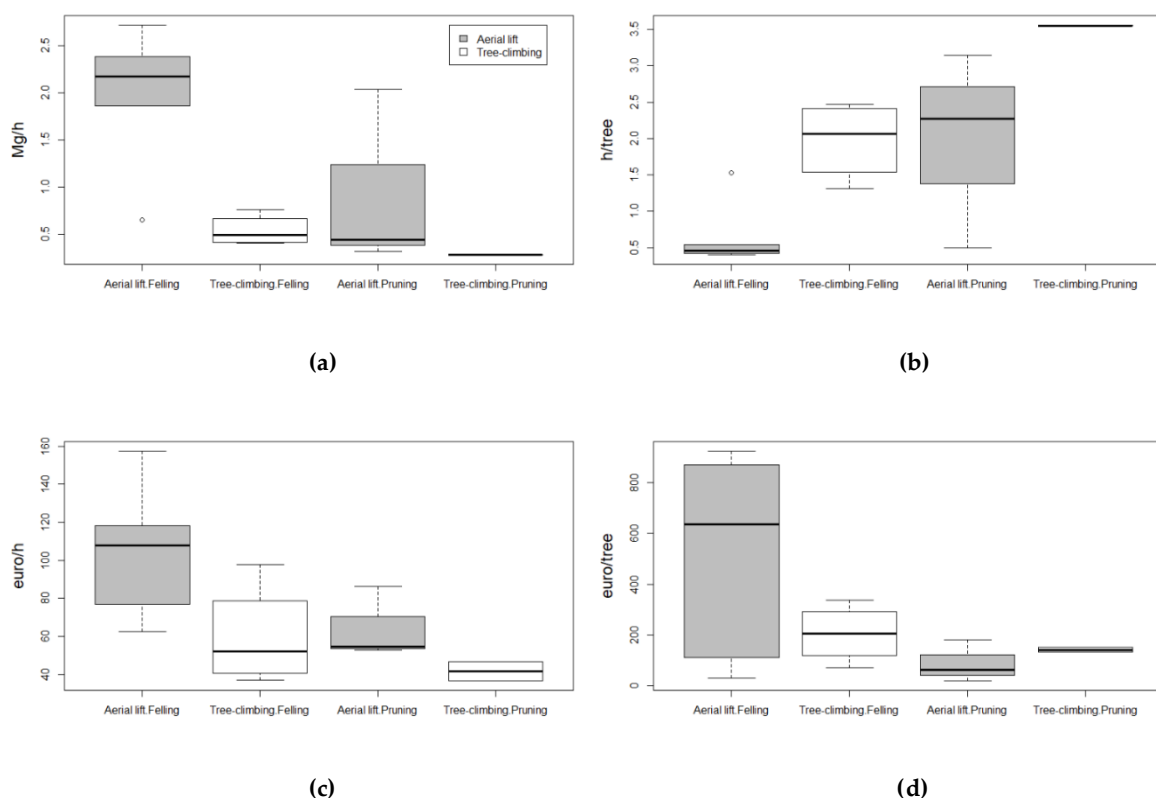 Mg/h
2.5
2.0
1.5
1.0
0.5
Aerial lift
Tree-climbing
Aerial lift.Felling Tree-climbing.Felling Aerial lift.Pruning Tree-climbing.Pruning
(a)
h/tree
3.5
3.0
2.5
2.0
1.5
1.0
0.5
Aerial lift.Felling Tree-climbing.Felling Aerial lift.Pruning Tree-climbing.Pruning
(b)
euro/h
160
140
120
100
80
60
40
Aerial lift.Felling Tree-climbing.Felling Aerial lift.Pruning Tree-climbing.Pruning
(c)
euro/tree
800
600
400
200
0
Aerial lift.Felling Tree-climbing.Felling Aerial lift.Pruning Tree-climbing.Pruning
(d)